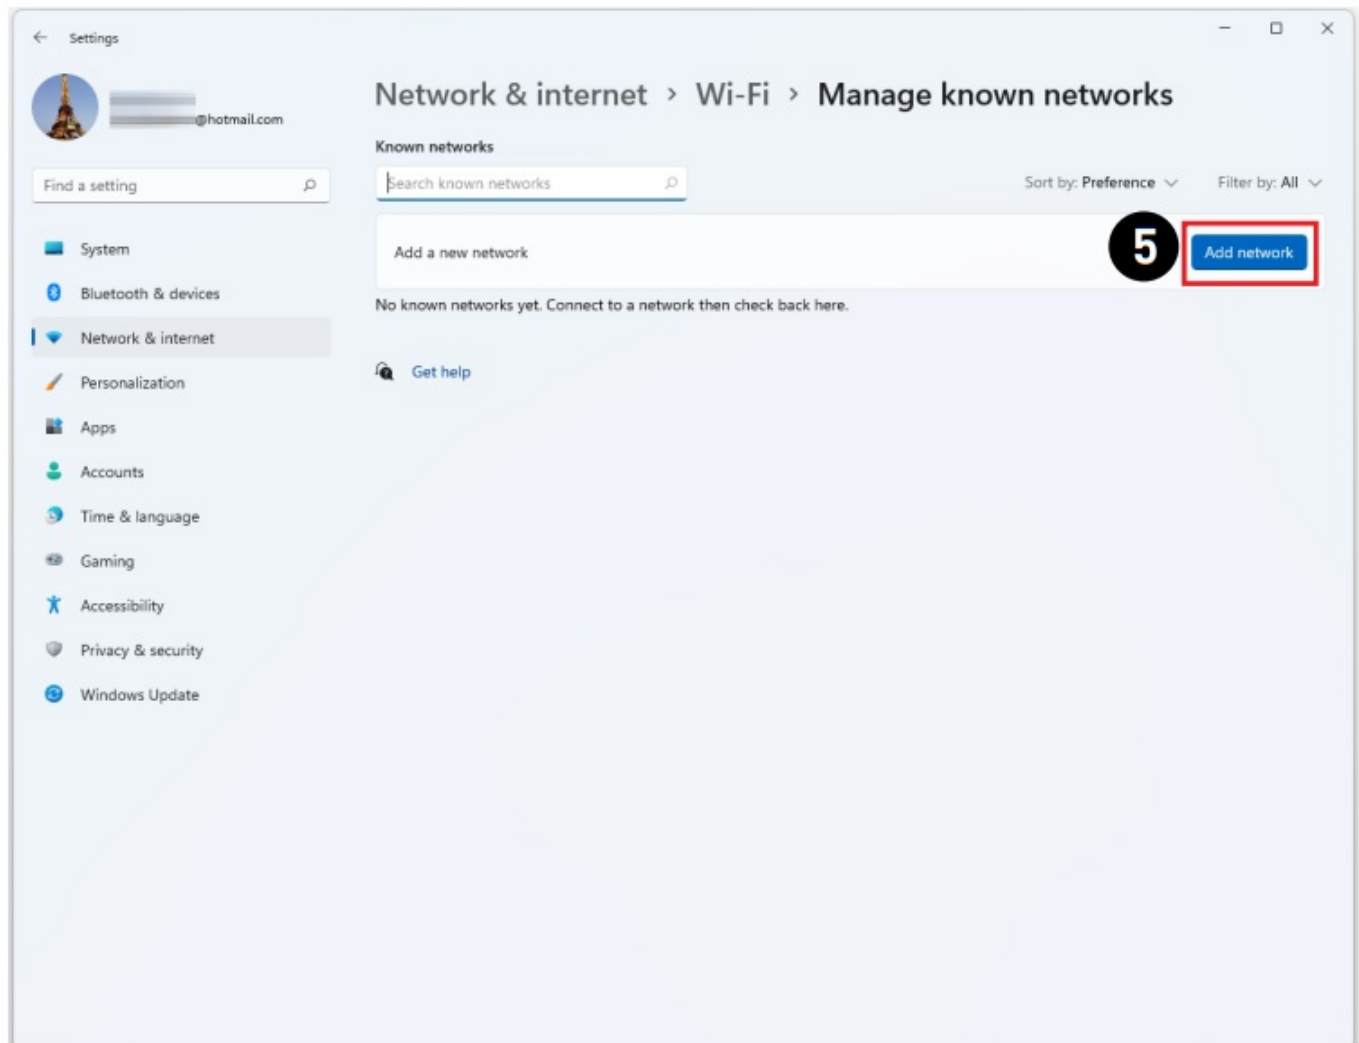 Settings
@hotmail.com
Find a setting
System
Bluetooth & devices
Network & internet
Personalization
Apps
Accounts
Time & language
Gaming
Accessibility
Privacy & security
Windows Update
Network & internet > Wi-Fi > Manage known networks
Known networks
Search known networks
Sort by: Preference
Filter by: All
Add a new network
5
Add network
No known networks yet. Connect to a network then check back here.
Get help